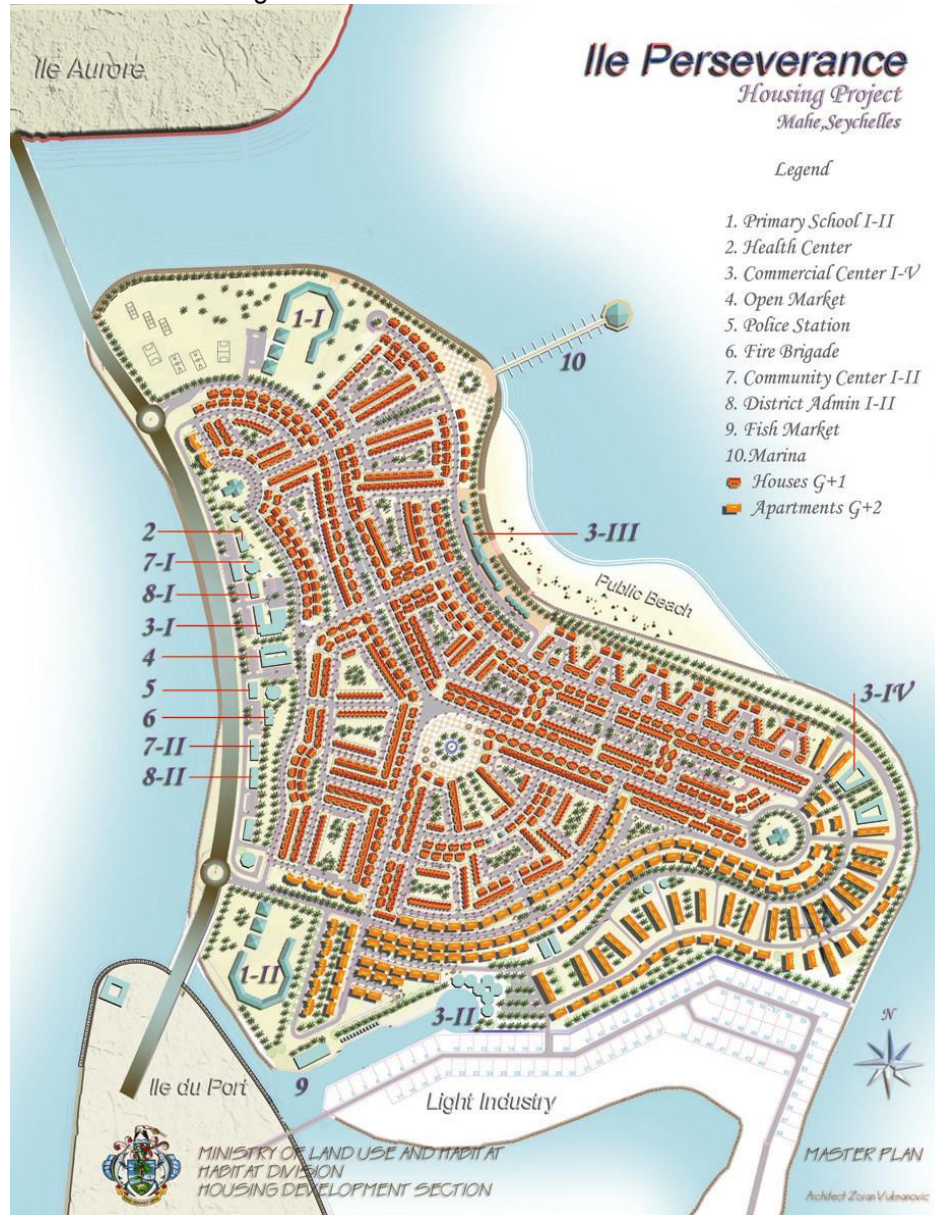 Ile Aurore
Ile Perseverance
Housing Project
Mahe,Seychelles
Legend
1. Primary School I-II
2. Health Center
3. Commercial Center I-V
4. Open Market
5. Police Station
6. Fire Brigade
7. Community Center I-II
8. District Admin I-II
9. Fish Market
10.Marina
Houses G+1
Apartments G+2
1-I
10
2
7-I
8-I
3-I
4
5
6
7-II
8-II
3-III
Public Beach
3-IV
1-II
3-II
9
N
Ile du Port
Light Industry
MINISTRY OF LAND USE AND HABITAT
HABITAT DIVISION
HOUSING DEVELOPMENT SECTION
MASTER PLAN
Architect Zoran Vuksanovic